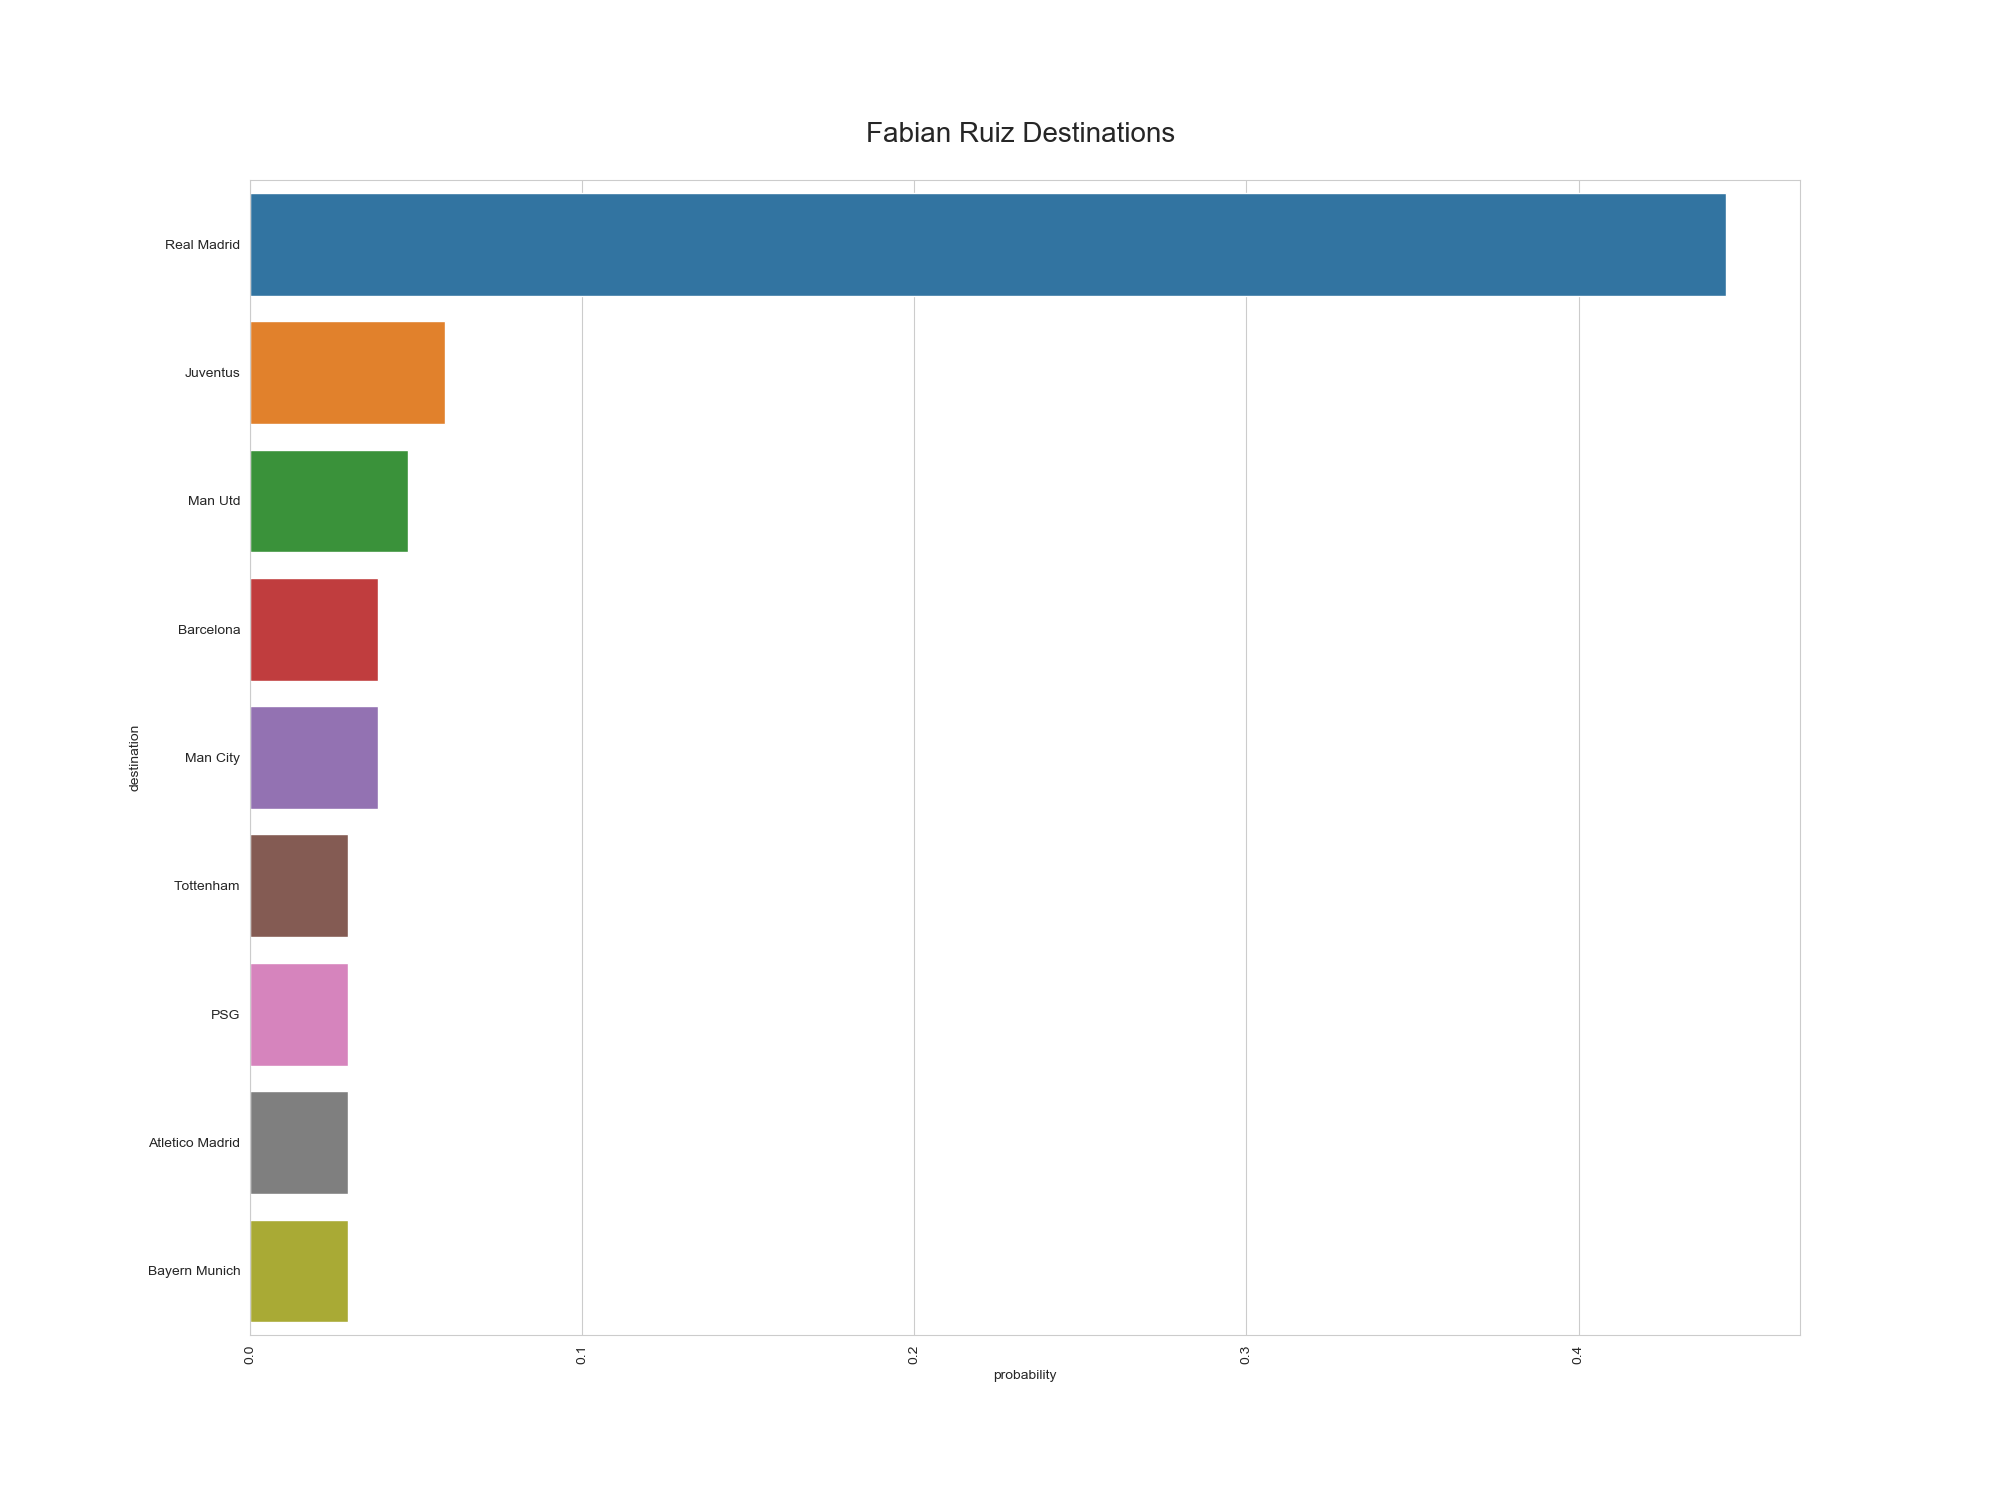 Fabian Ruiz Destinations
Real Madrid
Juventus
Man Utd
Barcelona
Man City
Tottenham
PSG
Atletico Madrid
Bayern Munich
destination
0.0
0.1
0.2
0.3
0.4
probability